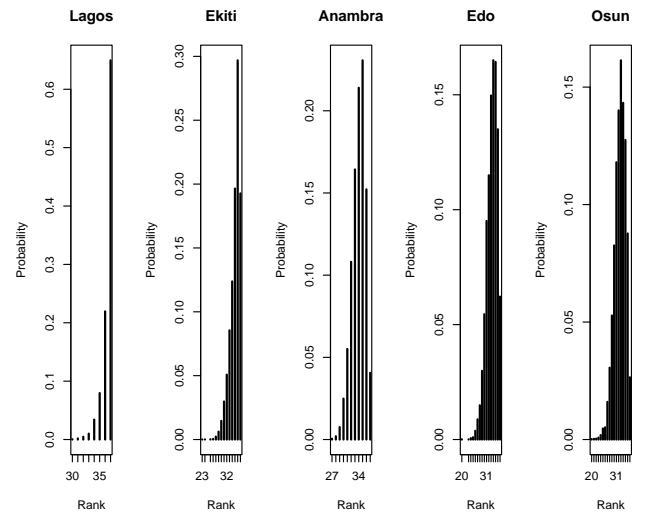 Lagos
Probability
0.0 0.1 0.2 0.3 0.4 0.5 0.6
30 35
Rank
Ekiti
Probability
0.00 0.05 0.10 0.15 0.20 0.25 0.30
23 32
Rank
Anambra
Probability
0.00 0.05 0.10 0.15 0.20
27 34
Rank
Edo
Probability
0.00 0.05 0.10 0.15
20 31
Rank
Osun
Probability
0.00 0.05 0.10 0.15
20 31
Rank